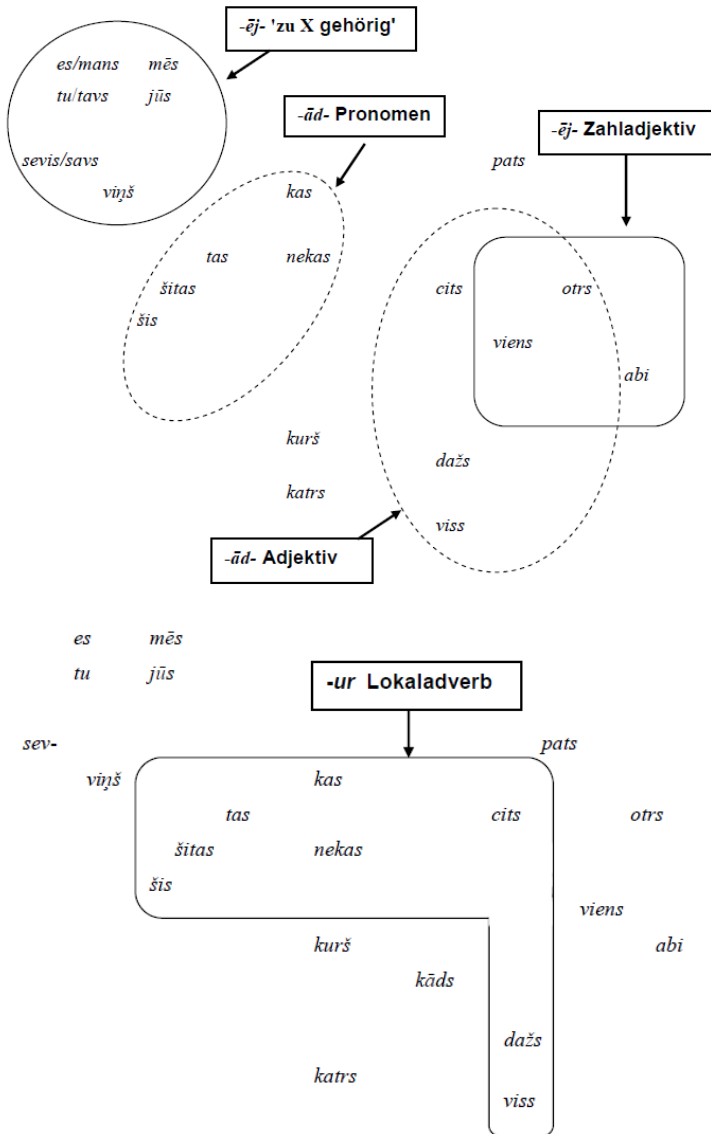 -ēj- 'zu X gehörig'
es/mans mēs
tu/tavs jūs
-ād- Pronomen
-ēj- Zahladjektiv
sevis/savs
pats
viņš
kas
tas nekas
šitas
cits
otrs
šis
viens
abi
kurš
dažs
katrs
viss
-ād- Adjektiv
es mēs
tu jūs
-ur Lokaladverb
sev-
pats
viņš
kas
tas
cits
otrs
šitas
nekas
šis
viens
kurš
abi
kāds
dažs
katrs
viss